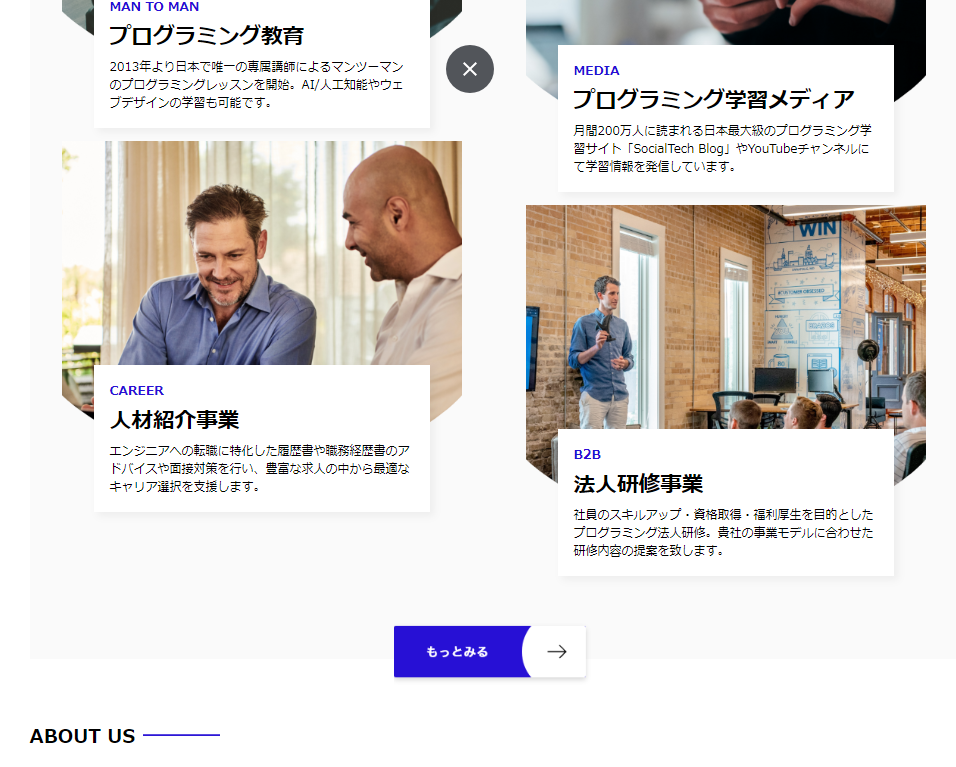 MAN TO MAN
プログラミング教育
2013年より日本で唯一の専属講師によるマンツーマン
のプログラミングレッスンを開始。AI/人工知能やウェ
ブデザインの学習も可能です。
MEDIA
プログラミング学習メディア
月間200万人に読まれる日本最大級のプログラミング学
習サイト「SocialTech Blog」やYouTubeチャンネルに
て学習情報を発信しています。
CAREER
人材紹介事業
エンジニアへの転職に特化した履歴書や職務経歴書のア
ドバイスや面接対策を行い、豊富な求人の中から最適な
キャリア選択を支援します。
WIN
B2B
法人研修事業
社員のスキルアップ・資格取得・福利厚生を目的とした
プログラミング法人研修。貴社の事業モデルに合わせた
研修内容の提案を致します。
もっとみる
ABOUT US